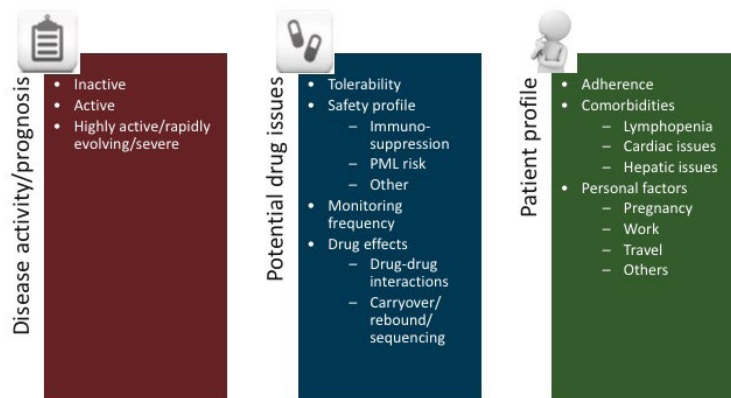 Disease activity/prognosis
• Inactive
• Active
• Highly active/rapidly
evolving/severe
Potential drug issues
• Tolerability
• Safety profile
– Immuno-
suppression
– PML risk
– Other
• Monitoring
frequency
• Drug effects
– Drug-drug
interactions
– Carryover/
rebound/
sequencing
Patient profile
• Adherence
• Comorbidities
– Lymphopenia
– Cardiac issues
– Hepatic issues
• Personal factors
– Pregnancy
– Work
– Travel
– Others